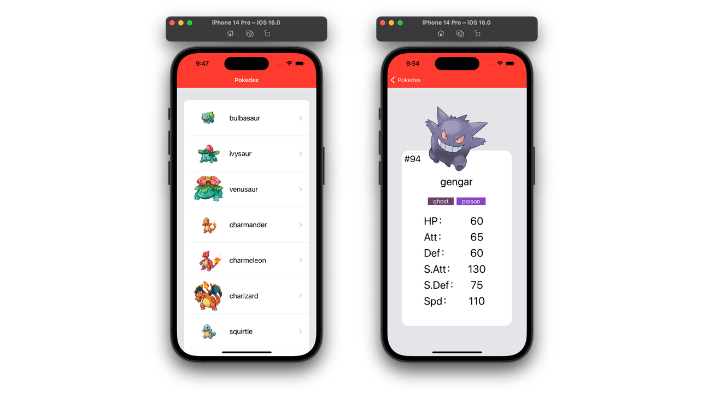 iPhone 14 Pro – iOS 16.0
9:47
Pokedex
bulbasaur
ivysaur
venusaur
charmander
charmeleon
charizard
squirtle
iPhone 14 Pro – iOS 16.0
9:54
Pokedex
#94
gengar
ghost poison
HP: 60
Att: 65
Def: 60
S.Att: 130
S.Def: 75
Spd: 110